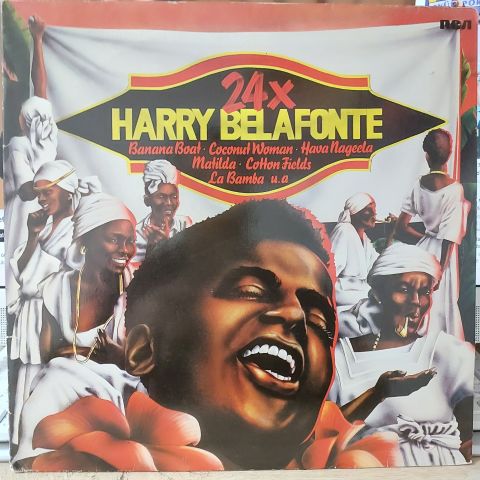 RCA
24x
HARRY BELAFONTE
Banana Boat · Coconut Woman · Hava Nageela
Matilda · Cotton Fields
La Bamba u.a